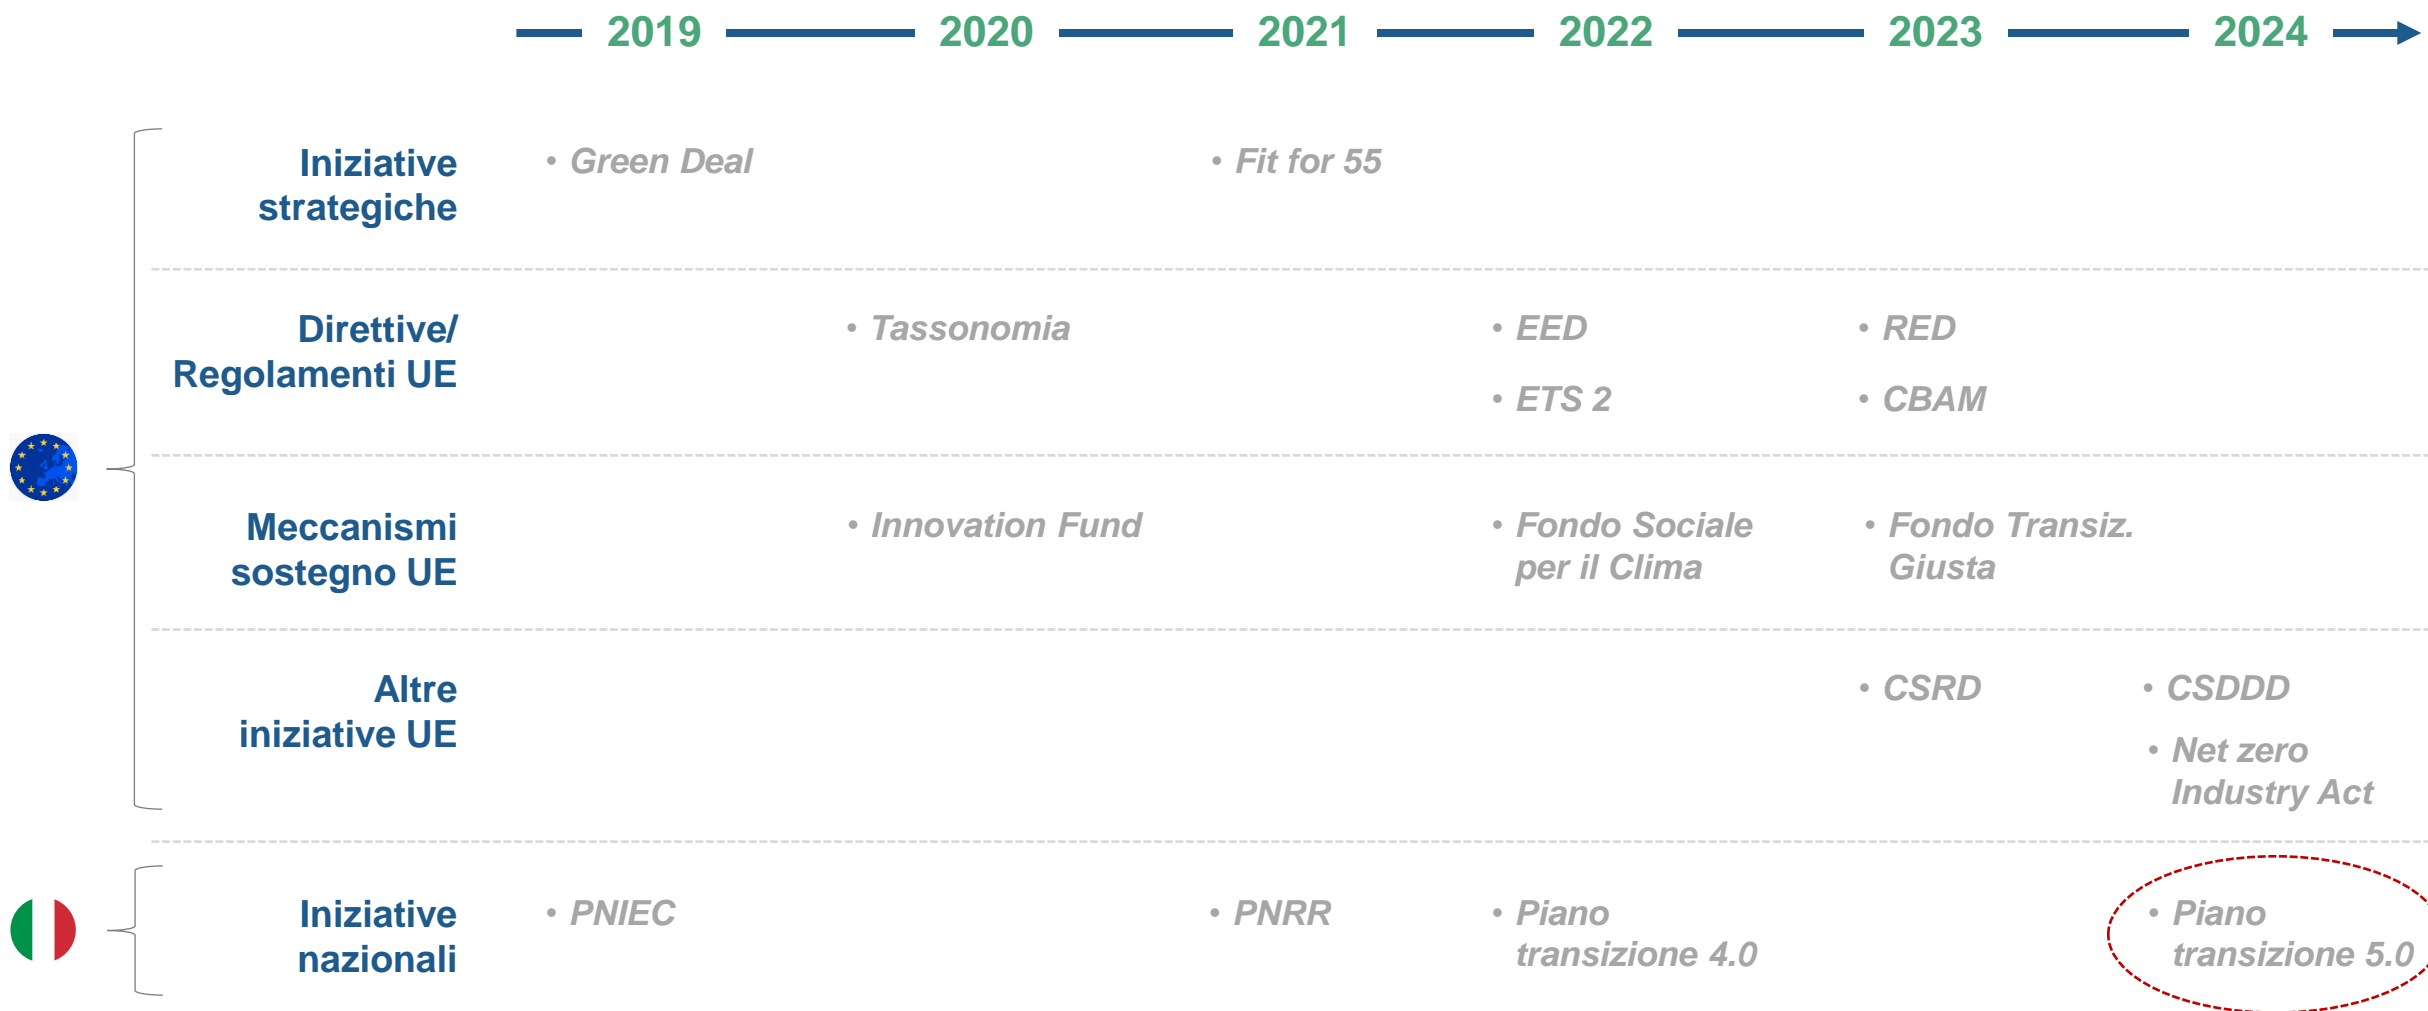 2019 2020 2021 2022 2023 2024
Iniziative
strategiche
• Green Deal
• Fit for 55
Direttive/
Regolamenti UE
• Tassonomia
• EED
• ETS 2
• RED
• CBAM
Meccanismi
sostegno UE
• Innovation Fund
• Fondo Sociale
per il Clima
• Fondo Transiz.
Giusta
Altre
iniziative UE
• CSRD
• CSDDD
• Net zero
Industry Act
Iniziative
nazionali
• PNIEC
• PNRR
• Piano
transizione 4.0
• Piano
transizione 5.0